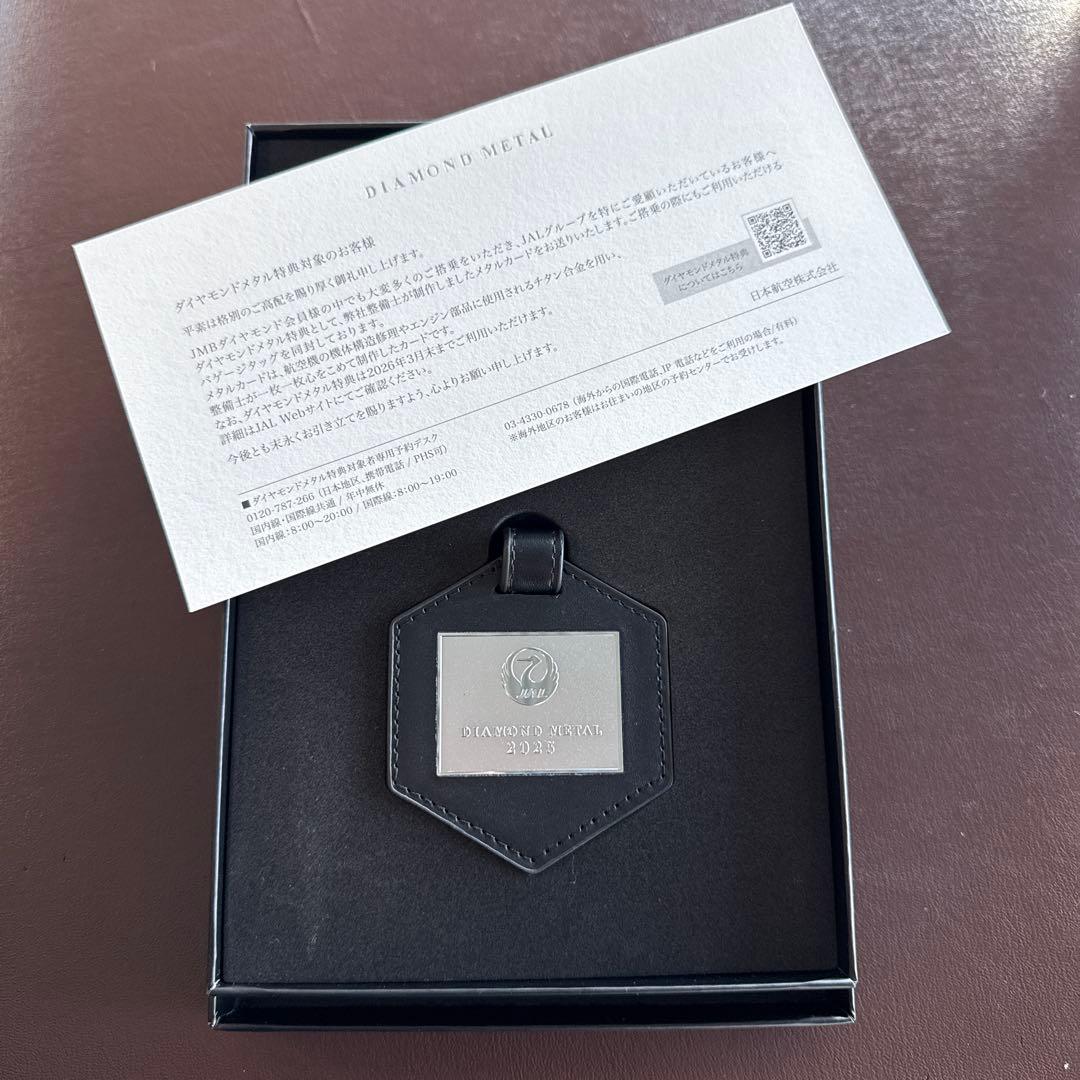 DIAMOND METAL
ダイヤモンドメタル特典対象のお客様
平素は格別のご高配を賜り厚く御礼申し上げます。
JMBダイヤモンド会員様の中でも大変多くのご搭乗をいただき、JALグループを特にご愛顧いただいているお客様へ
ダイヤモンドメタル特典として、弊社整備士が制作しましたメタルカードをお送りいたします。ご搭乗の際にもご利用いただける
バゲージタッグを同封しております。
メタルカードは、航空機の機体構造修理やエンジン部品に使用されるチタン合金を用い、
整備士が一枚一枚心をこめて制作したカードです。
なお、ダイヤモンドメタル特典は2026年3月末までご利用いただけます。
詳細はJAL Webサイトにてご確認ください。
今後とも末永くお引き立てを賜りますよう、心よりお願い申し上げます。
ダイヤモンドメタル特典
についてはこちら
日本航空株式会社
■ダイヤモンドメタル特典対象者専用予約デスク
0120-787-266（日本地区、携帯電話 / PHS可）
国内線・国際線共通 / 年中無休
国内線：8：00〜20：00 / 国際線：8：00〜19：00
03-4330-0678（海外からの国際電話、IP 電話などをご利用の場合/有料）
※海外地区のお客様はお住まいの地区の予約センターでお受けします。
JAL
DIAMOND METAL
2025